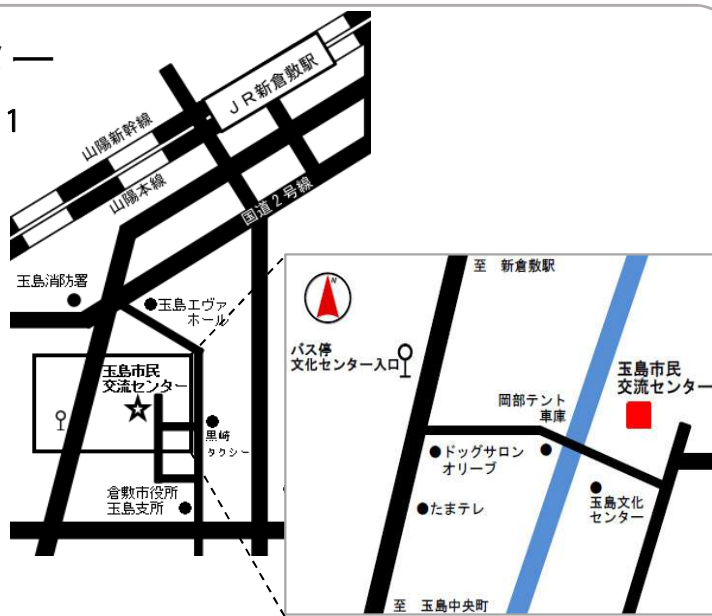 ー
1
JR新倉敷駅
山陽新幹線
山陽本線
国道2号線
玉島消防署
玉島エヴァ
ホール
玉島市民
交流センター
黒崎
タクシー
倉敷市役所
玉島支所
至 新倉敷駅
N
バス停
文化センター入口
玉島市民
交流センター
岡部テント
車庫
ドッグサロン
オリーブ
たまテレ
玉島文化
センター
至 玉島中央町